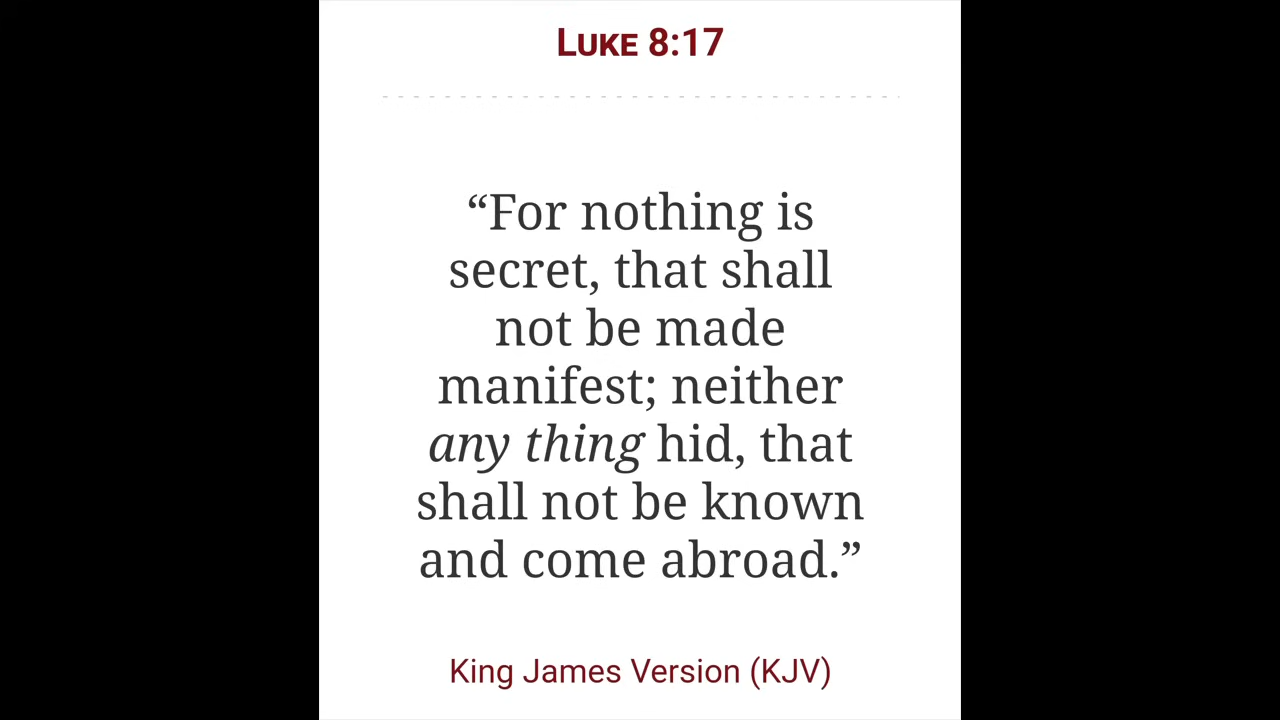 Luke 8:17
“For nothing is
secret, that shall
not be made
manifest; neither
any thing hid, that
shall not be known
and come abroad.”
King James Version (KJV)